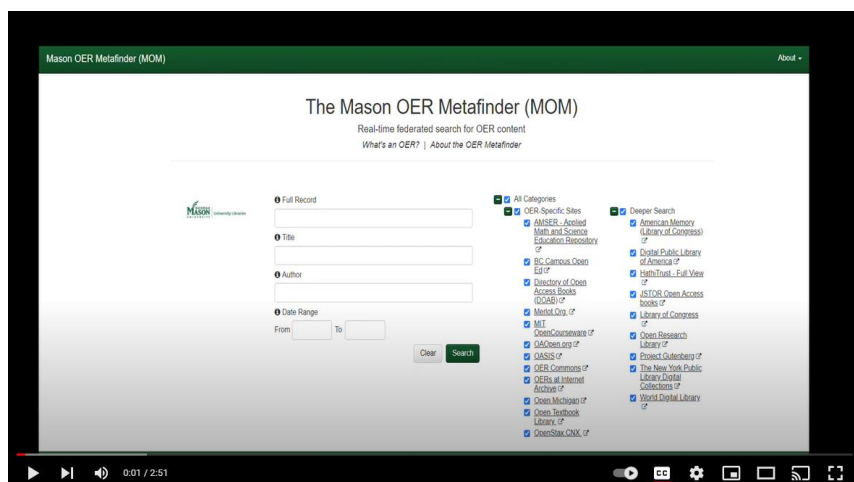 Mason OER Metafinder (MOM)
About
The Mason OER Metafinder (MOM)
Real-time federated search for OER content
What's an OER? | About the OER Metafinder
GEORGE
MASON
UNIVERSITY
University Libraries
Full Record
Title
Author
Date Range
From
To
Clear
Search
All Categories
OER-Specific Sites
AMSER - Applied
Math and Science
Education Repository
BC Campus Open
Ed
Directory of Open
Access Books
(DOAB)
Merlot.Org.
MIT
OpenCourseware
OAOpen.org
OASIS
OER Commons
OERs at Internet
Archive
Open Michigan
Open Textbook
Library.
OpenStax CNX.
Deeper Search
American Memory
(Library of Congress)
Digital Public Library
of America
HathiTrust - Full View
JSTOR Open Access
books
Library of Congress
Open Research
Library
Project Gutenberg
The New York Public
Library Digital
Collections
World Digital Library
0:01 / 2:51
CC